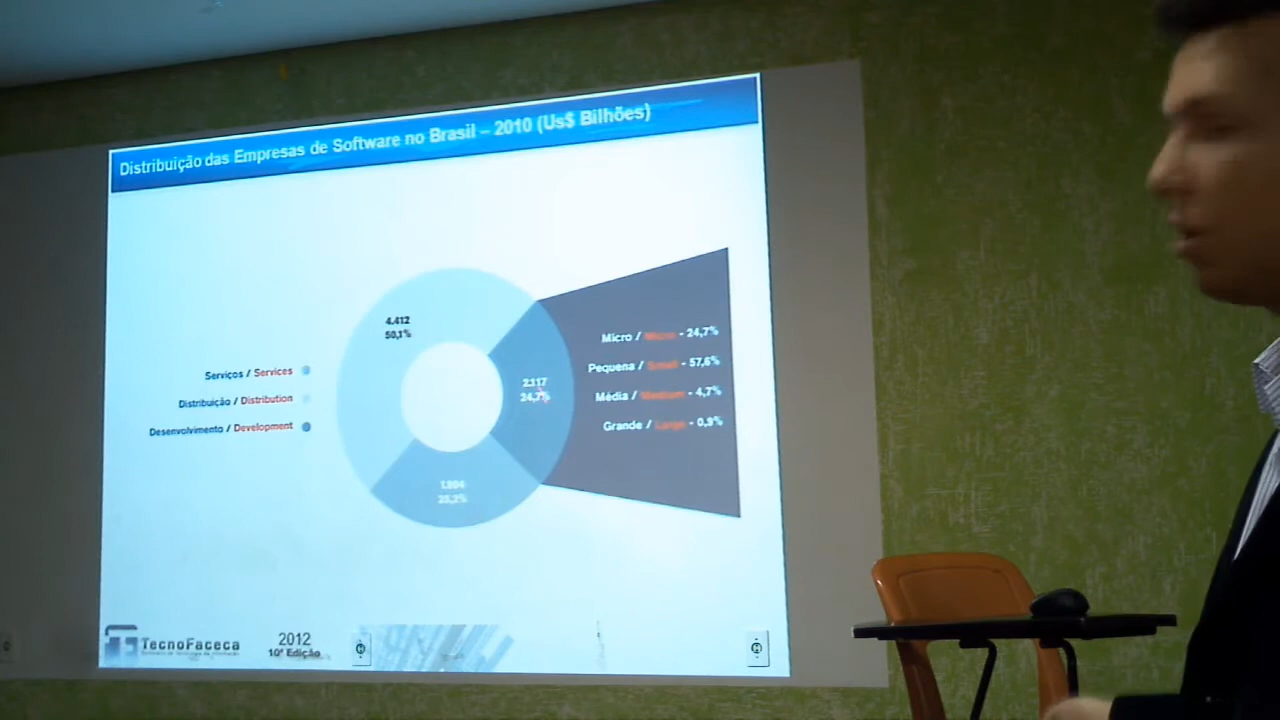 Distribuição das Empresas de Software no Brasil – 2010 (Us$ Bilhões)
4.412
50,1%
Micro / Micro - 24,7%
Pequena / Small - 57,6%
Média / Medium - 4,7%
Grande / Large - 0,9%
2.117
24,7%
Serviços / Services
Distribuição / Distribution
Desenvolvimento / Development
TecnoFaceca
2012
10ª Edição